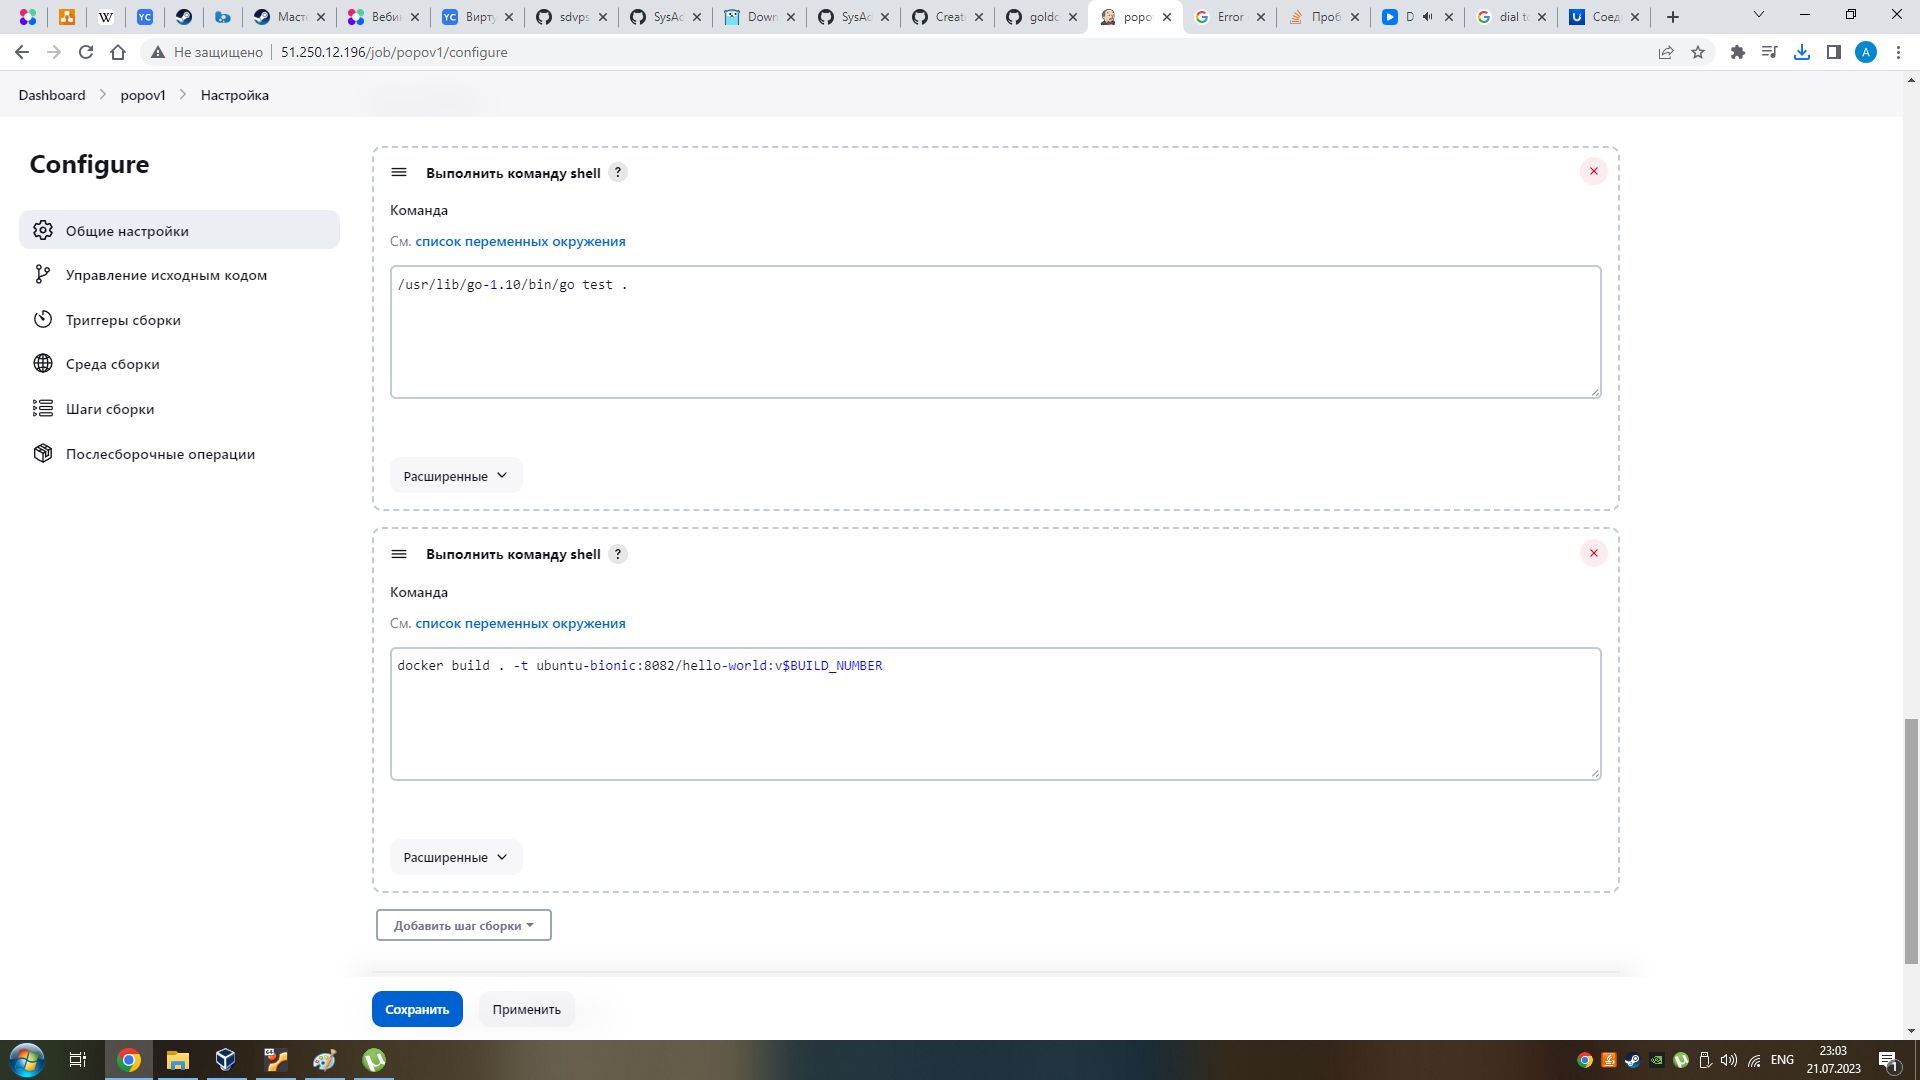 Масте
Веби
Вирту
sdvps
SysAc
Down
SysAc
Creat
goldc
popo
Error
Проб
D
dial to
Соед
Не защищено
51.250.12.196/job/popov1/configure
A
Dashboard
popov1
Настройка
Configure
Общие настройки
Управление исходным кодом
Триггеры сборки
Среда сборки
Шаги сборки
Послесборочные операции
Выполнить команду shell ?
Команда
См. список переменных окружения
/usr/lib/go-1.10/bin/go test .
Расширенные
Выполнить команду shell ?
Команда
См. список переменных окружения
docker build . -t ubuntu-bionic:8082/hello-world:v$BUILD_NUMBER
Расширенные
Добавить шаг сборки
Сохранить
Применить
ENG
23:03
21.07.2023
1